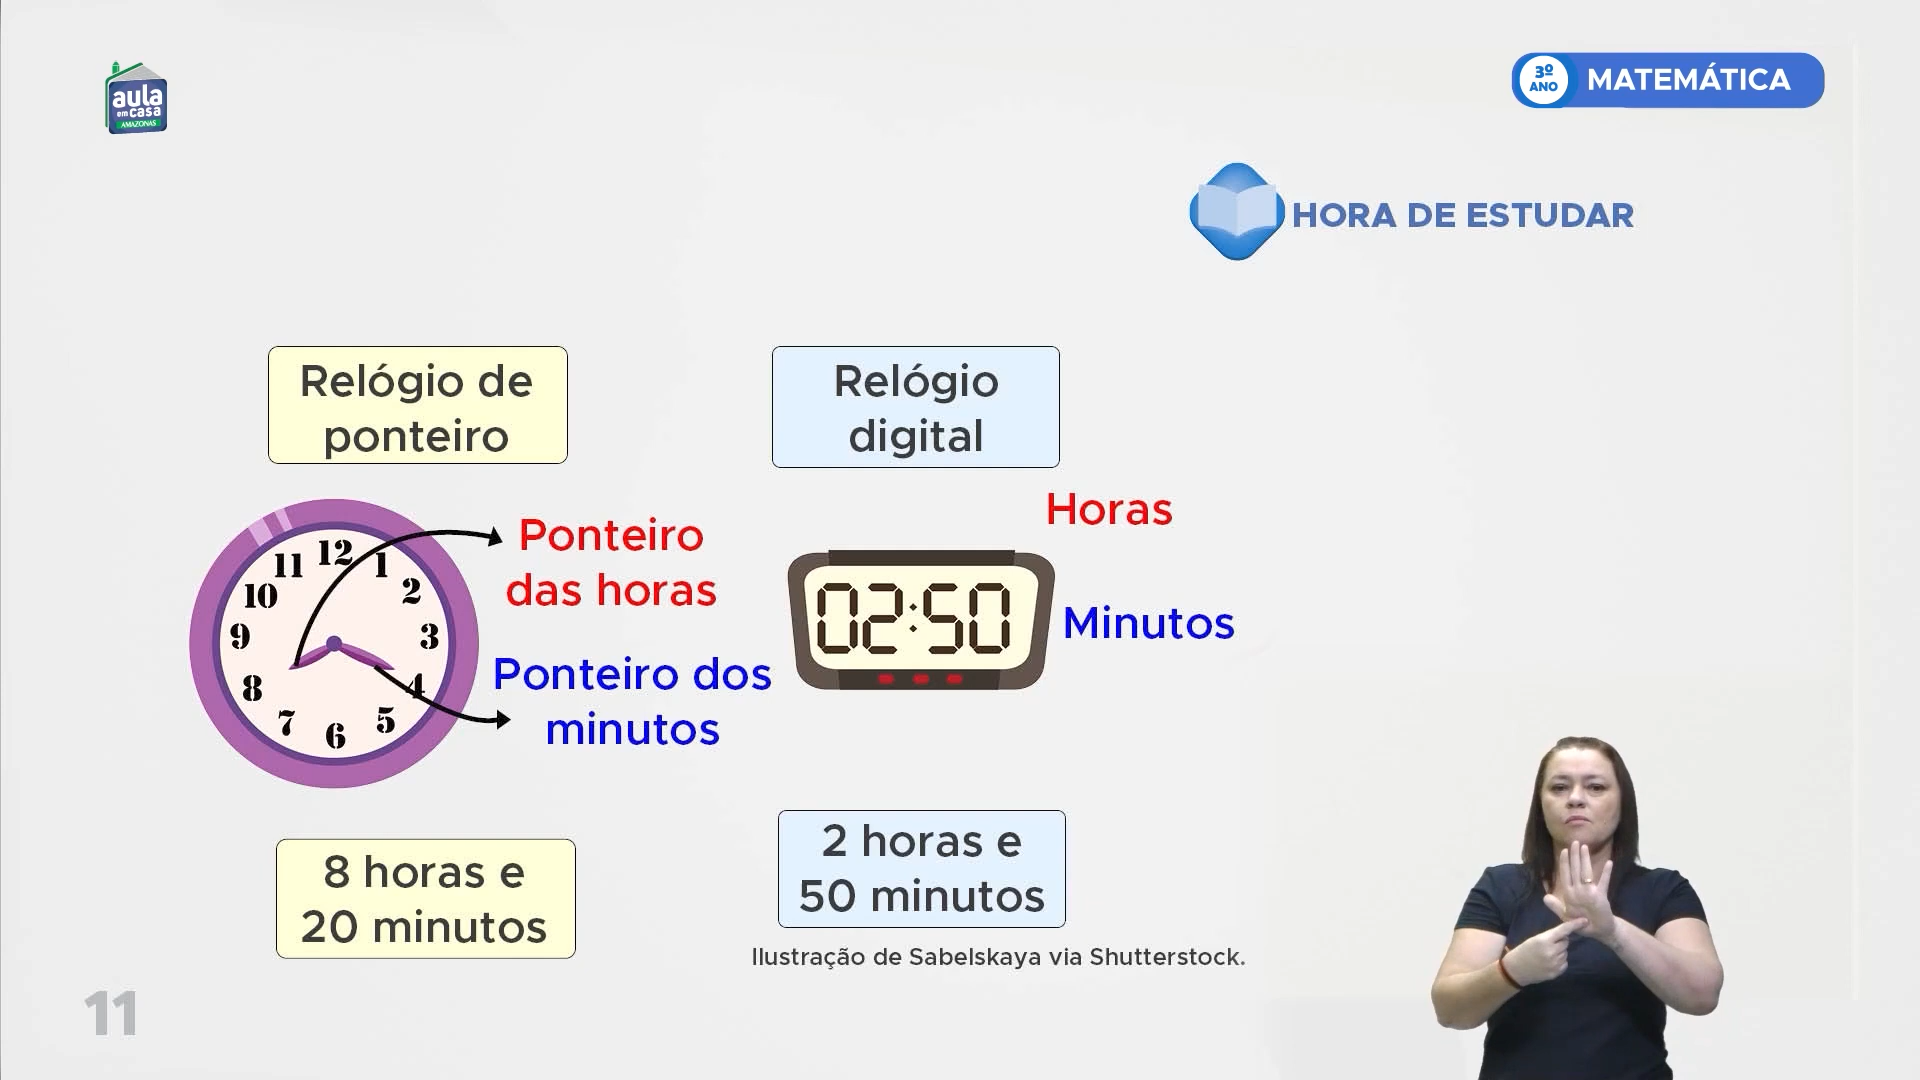 aula
em casa
AMAZONAS
3º
ANO
MATEMÁTICA
HORA DE ESTUDAR
Relógio de
ponteiro
Relógio
digital
Horas
Ponteiro
das horas
12
1
2
3
4
5
6
7
8
9
10
11
02:50
Minutos
Ponteiro dos
minutos
8 horas e
20 minutos
2 horas e
50 minutos
Ilustração de Sabelskaya via Shutterstock.
11